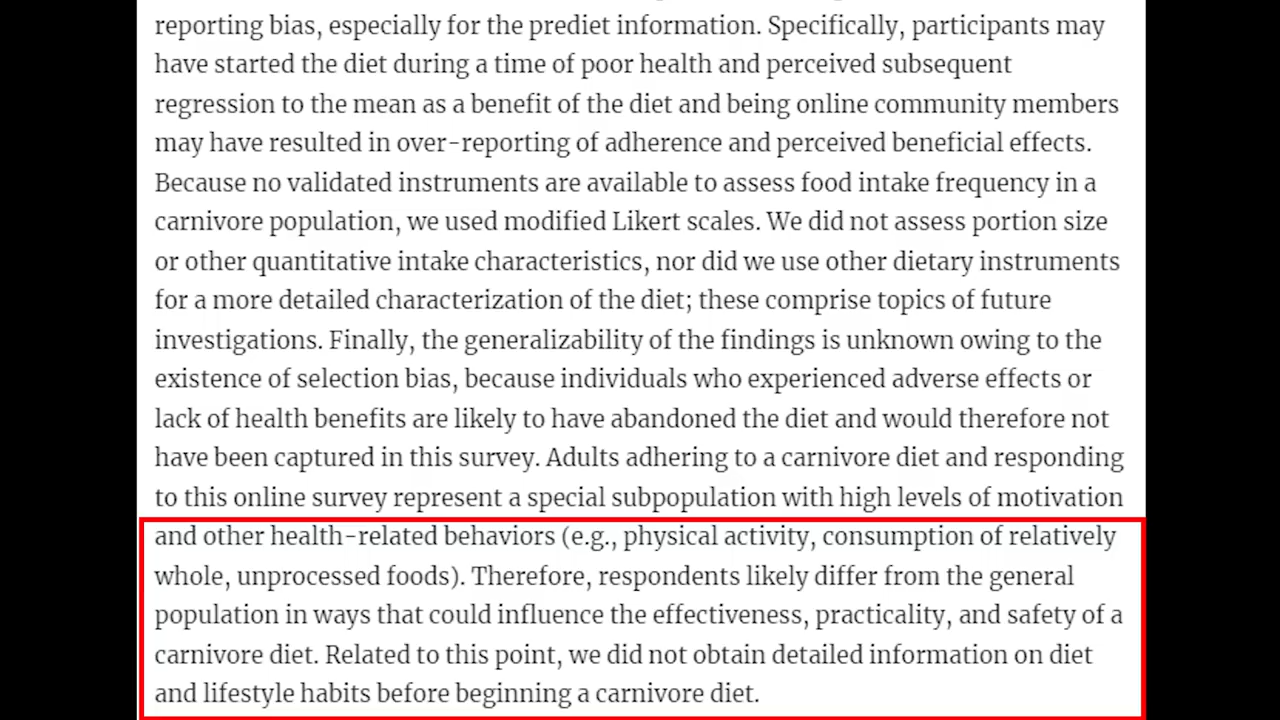 reporting bias, especially for the prediet information. Specifically, participants may
have started the diet during a time of poor health and perceived subsequent
regression to the mean as a benefit of the diet and being online community members
may have resulted in over-reporting of adherence and perceived beneficial effects.
Because no validated instruments are available to assess food intake frequency in a
carnivore population, we used modified Likert scales. We did not assess portion size
or other quantitative intake characteristics, nor did we use other dietary instruments
for a more detailed characterization of the diet; these comprise topics of future
investigations. Finally, the generalizability of the findings is unknown owing to the
existence of selection bias, because individuals who experienced adverse effects or
lack of health benefits are likely to have abandoned the diet and would therefore not
have been captured in this survey. Adults adhering to a carnivore diet and responding
to this online survey represent a special subpopulation with high levels of motivation
and other health-related behaviors (e.g., physical activity, consumption of relatively
whole, unprocessed foods). Therefore, respondents likely differ from the general
population in ways that could influence the effectiveness, practicality, and safety of a
carnivore diet. Related to this point, we did not obtain detailed information on diet
and lifestyle habits before beginning a carnivore diet.